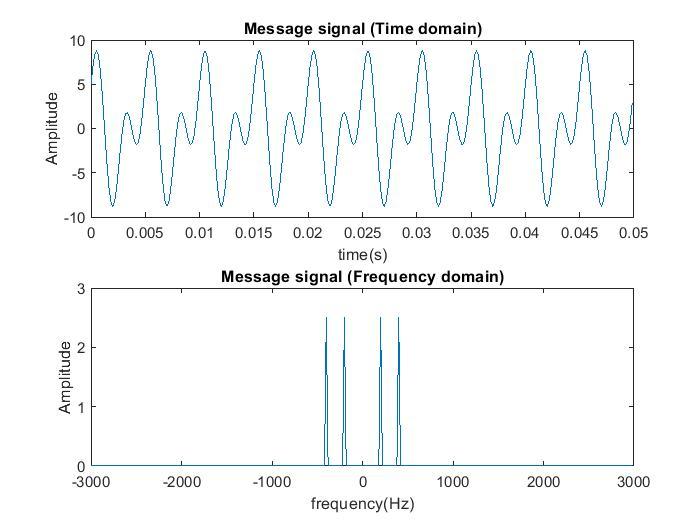 Message signal (Time domain)
10
5
0
-5
-10
Amplitude
0 0.005 0.01 0.015 0.02 0.025 0.03 0.035 0.04 0.045 0.05
time(s)
Message signal (Frequency domain)
3
2
1
0
Amplitude
-3000 -2000 -1000 0 1000 2000 3000
frequency(Hz)